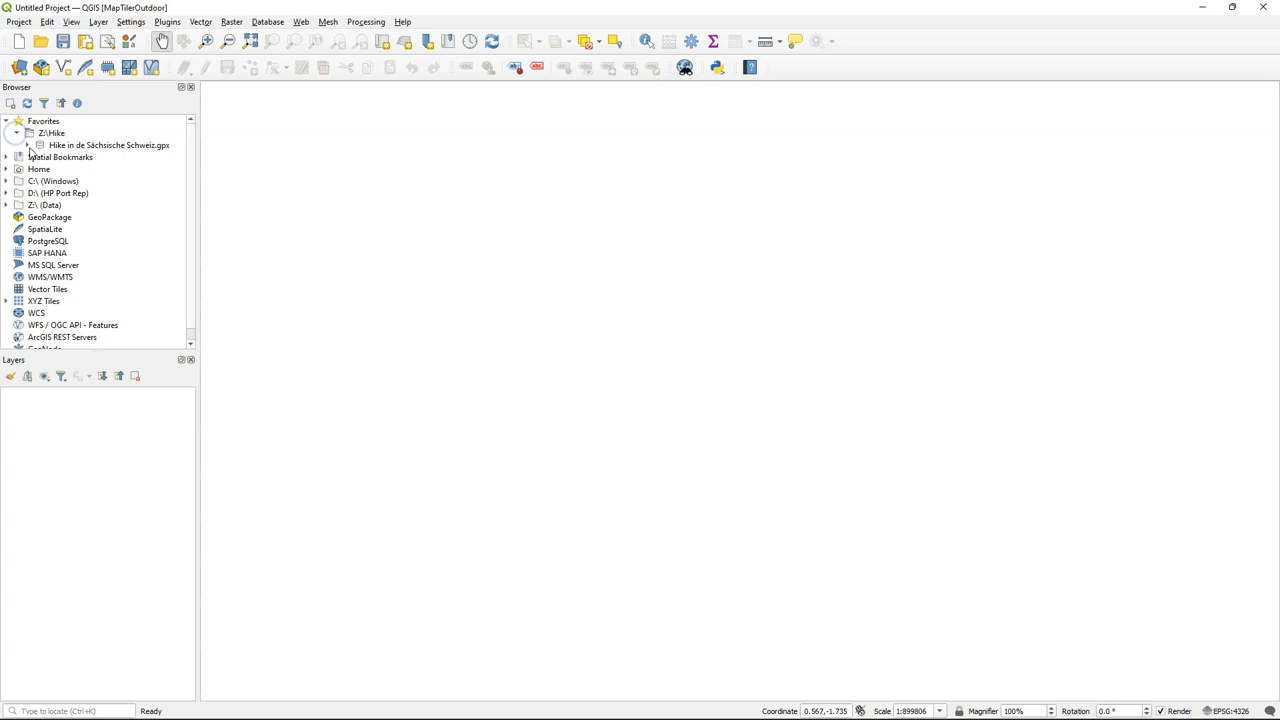 Untitled Project — QGIS [MapTilerOutdoor]
Project Edit View Layer Settings Plugins Vector Raster Database Web Mesh Processing Help
Browser
Favorites
Z:\Hike
Hike in de Sächsische Schweiz.gpx
Spatial Bookmarks
Home
C:\ (Windows)
D:\ (HP Port Rep)
Z:\ (Data)
GeoPackage
SpatiaLite
PostgreSQL
SAP HANA
MS SQL Server
WMS/WMTS
Vector Tiles
XYZ Tiles
WCS
WFS / OGC API - Features
ArcGIS REST Servers
Layers
Type to locate (Ctrl+K) Ready Coordinate 0.567,-1.735 Scale 1:899806 Magnifier 100% Rotation 0.0 ° Render EPSG:4326